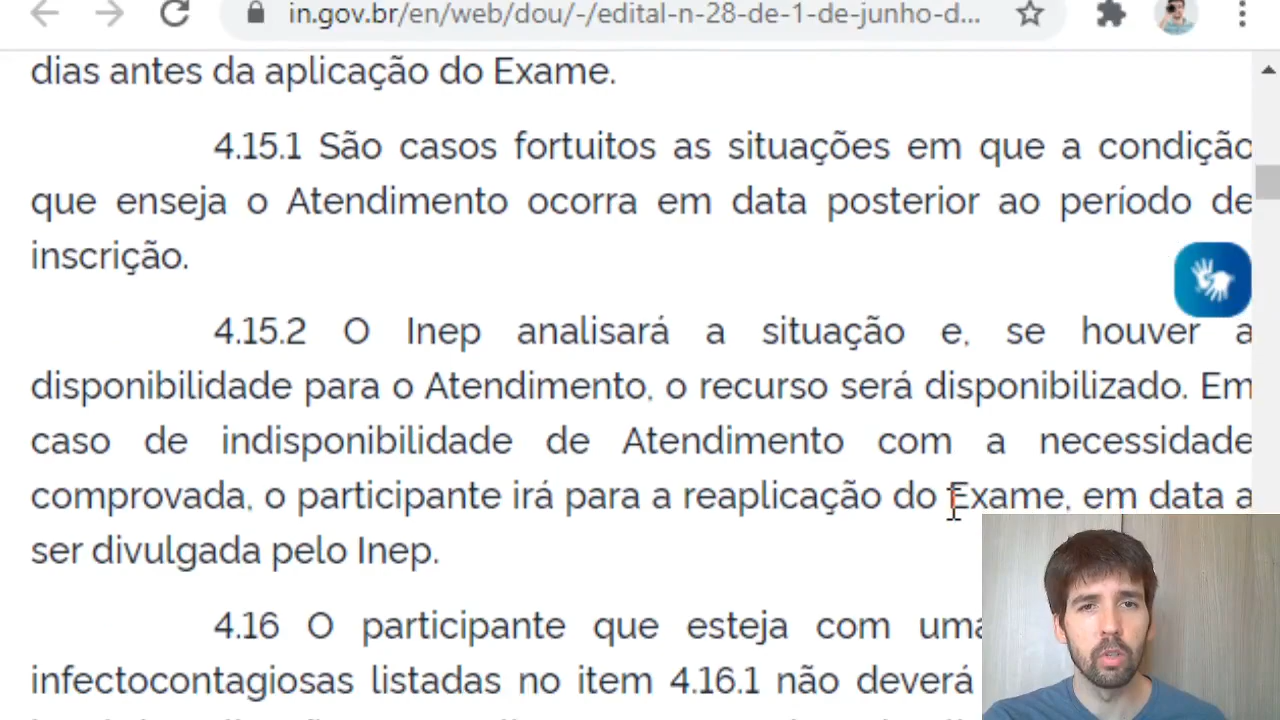 in.gov.br/en/web/dou/-/edital-n-28-de-1-de-junho-d...
dias antes da aplicação do Exame.
4.15.1 São casos fortuitos as situações em que a condição
que enseja o Atendimento ocorra em data posterior ao período de
inscrição.
4.15.2 O Inep analisará a situação e, se houver a
disponibilidade para o Atendimento, o recurso será disponibilizado. Em
caso de indisponibilidade de Atendimento com a necessidade
comprovada, o participante irá para a reaplicação do Exame, em data a
ser divulgada pelo Inep.
4.16 O participante que esteja com uma
infectocontagiosas listadas no item 4.16.1 não deverá